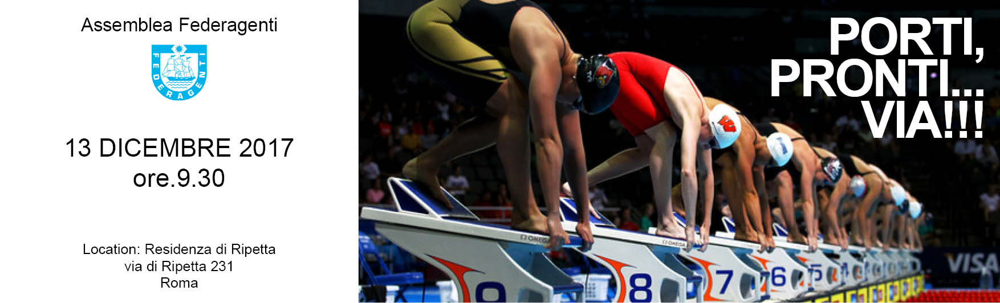 Assemblea Federagenti
FEDERAGENTI
13 DICEMBRE 2017
ore.9.30
Location: Residenza di Ripetta
via di Ripetta 231
Roma
PORTI,
PRONTI...
VIA!!!
W
OMEGA
OMEGA
9
8
7
6
5
4
VISA